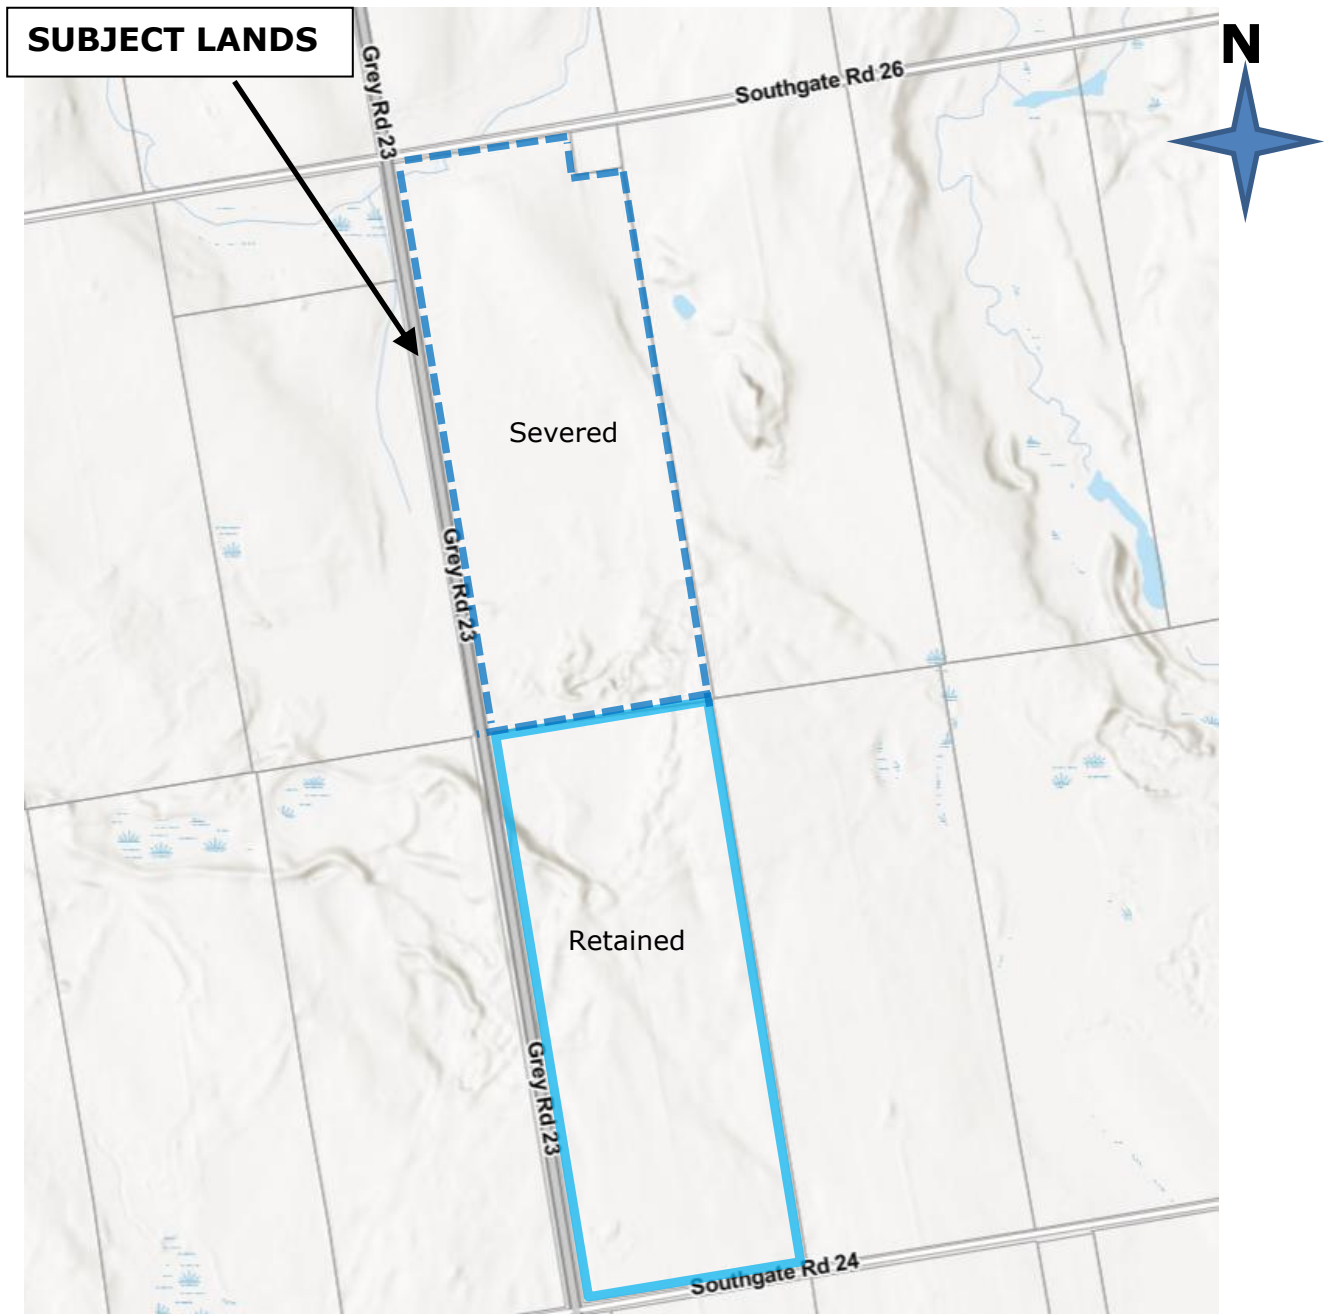 SUBJECT LANDS
N
Grey Rd 23
Southgate Rd 26
Severed
Grey Rd 23
Retained
Grey Rd 23
Southgate Rd 24